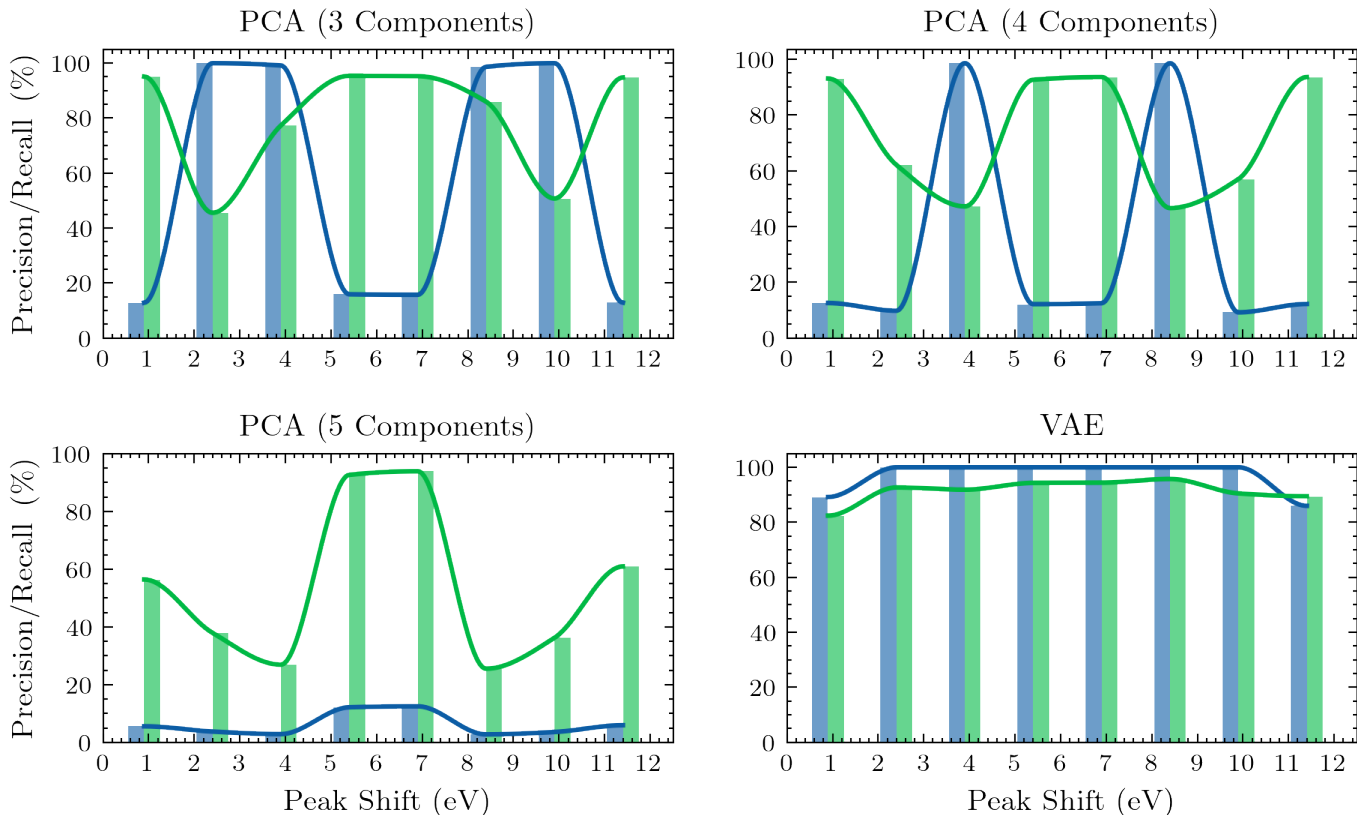 PCA (3 Components)
PCA (4 Components)
Precision/Recall (%)
100
80
60
40
20
0
0 1 2 3 4 5 6 7 8 9 10 11 12
100
80
60
40
20
0
0 1 2 3 4 5 6 7 8 9 10 11 12
PCA (5 Components)
VAE
Precision/Recall (%)
100
80
60
40
20
0
0 1 2 3 4 5 6 7 8 9 10 11 12
Peak Shift (eV)
100
80
60
40
20
0
0 1 2 3 4 5 6 7 8 9 10 11 12
Peak Shift (eV)